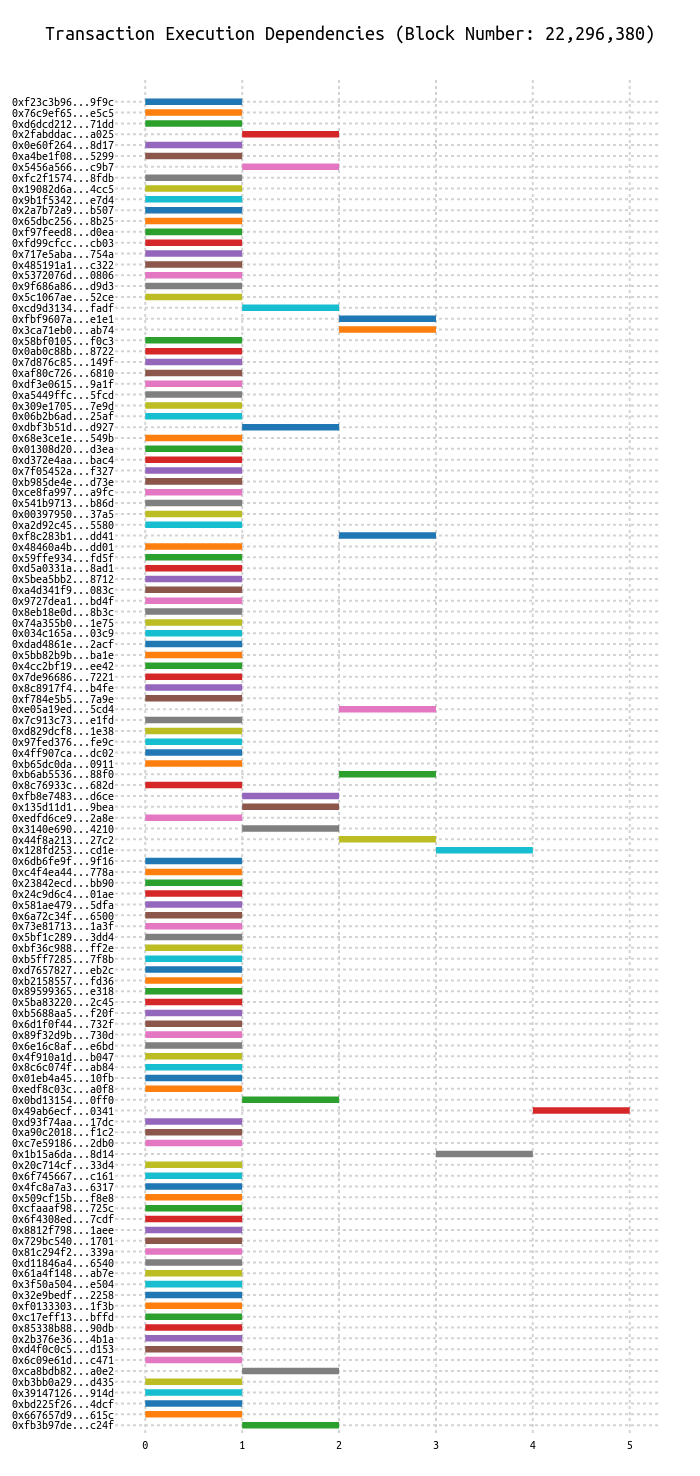 Transaction Execution Dependencies (Block Number: 22,296,380)
0xf23c3b96...9f9c
0x76c9ef65...e5c5
0xd6dcd212...71dd
0x2fabddac...a025
0x0e60f264...8d17
0xa4be1f08...5299
0x5456a566...c9b7
0xfc2f1574...8fdb
0x19082d6a...4cc5
0x9b1f5342...e7d4
0x2a7b72a9...b507
0x65dbc256...8b25
0xf97feed8...d0ea
0xfd99cfcc...cb03
0x717e5aba...754a
0x485191a1...c322
0x5372076d...0806
0x9f686a86...d9d3
0x5c1067ae...52ce
0xcd9d3134...fadf
0xfbf9607a...e1e1
0x3ca71eb0...ab74
0x58bf0105...f0c3
0x0ab0c88b...8722
0x7d876c85...149f
0xaf80c726...6810
0xdf3e0615...9a1f
0xa5449ffc...5fcd
0x309e1705...7e9d
0x06b2b6ad...25af
0xdbf3b51d...d927
0x68e3ce1e...549b
0x01308d20...d3ea
0xd372e4aa...bac4
0x7f05452a...f327
0xb985de4e...d73e
0xce8fa997...a9fc
0x541b9713...b86d
0x00397950...37a5
0xa2d92c45...5580
0xf8c283b1...dd41
0x48460a4b...dd01
0x59ffe934...fd5f
0xd5a0331a...8ad1
0x5bea5bb2...8712
0xa4d341f9...083c
0x9727dea1...bd4f
0x8eb18e0d...8b3c
0x74a355b0...1e75
0x034c165a...03c9
0xdad4861e...2acf
0x5bb82b9b...ba1e
0x4cc2bf19...ee42
0x7de96686...7221
0x8c8917f4...b4fe
0xf784e5b5...7a9e
0xe05a19ed...5cd4
0x7c913c73...e1fd
0xd829dcf8...1e38
0x97fed376...fe9c
0x4ff907ca...dc02
0xb65dc0da...0911
0xb6ab5536...88f0
0x8c76933c...682d
0xfb8e7483...d6ce
0x135d11d1...9bea
0xedfd6ce9...2a8e
0x3140e690...4210
0x44f8a213...27c2
0x128fd253...cd1e
0x6db6fe9f...9f16
0xc4f4ea44...778a
0x23842ecd...bb90
0x24c9d6c4...01ae
0x581ae479...5dfa
0x6a72c34f...6500
0x73e81713...1a3f
0x5bf1c289...3dd4
0xbf36c988...ff2e
0xb5ff7285...7f8b
0xd7657827...eb2c
0xb2158557...fd36
0x89599365...e318
0x5ba83220...2c45
0xb5688aa5...f20f
0x6d1f0f44...732f
0x89f32d9b...730d
0x6e16c8af...e6bd
0x4f910a1d...b047
0x8c6c074f...ab84
0x01eb4a45...10fb
0xedf8c03c...a0f8
0x0bd13154...0ff0
0x49ab6ecf...0341
0xd93f74aa...17dc
0xa90c2018...f1c2
0xc7e59186...2db0
0x1b15a6da...8d14
0x20c714cf...33d4
0x6f745667...c161
0x4fc8a7a3...6317
0x509cf15b...f8e8
0xcfaaaf98...725c
0x6f4308ed...7cdf
0x8812f798...1aee
0x729bc540...1701
0x81c294f2...339a
0xd11846a4...6540
0x61a4f148...ab7e
0x3f50a504...e504
0x32e9bedf...2258
0xf0133303...1f3b
0xc17eff13...bffd
0x85338b88...90db
0x2b376e36...4b1a
0xd4f0c0c5...d153
0x6c09e61d...c471
0xca8bdb82...a0e2
0xb3bb0a29...d435
0x39147126...914d
0xbd225f26...4dcf
0x667657d9...615c
0xfb3b97de...c24f
0 1 2 3 4 5